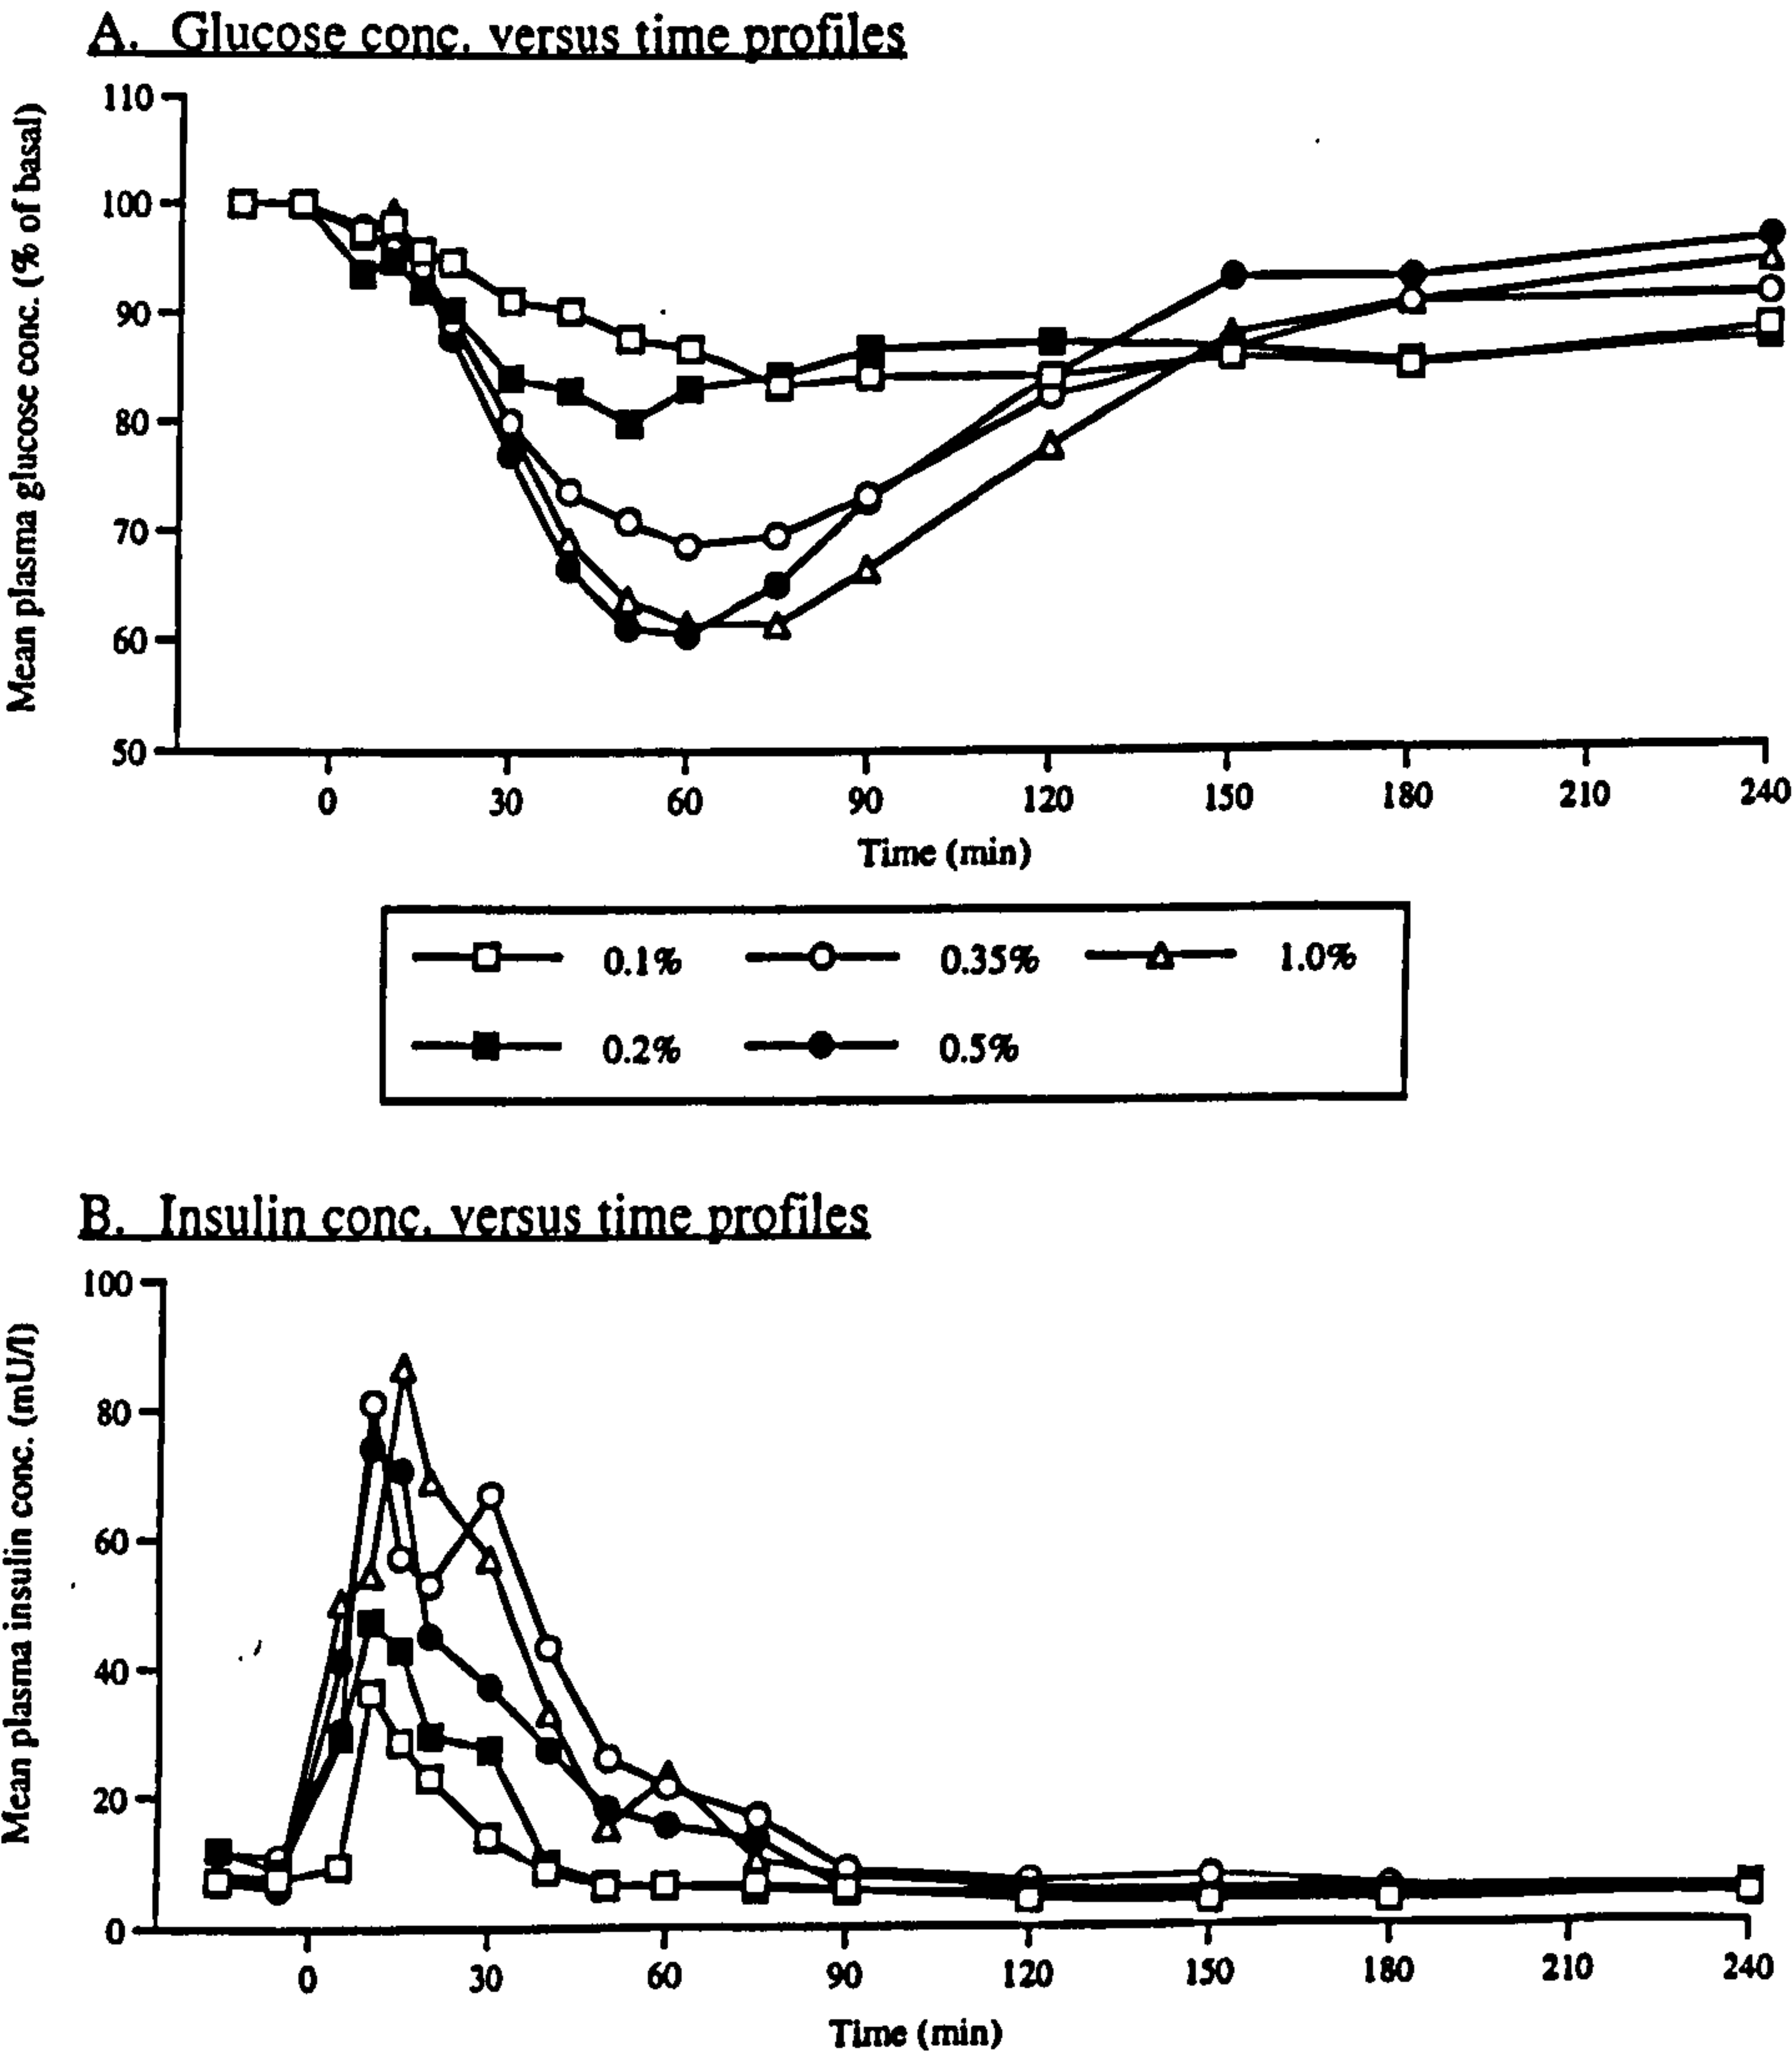 A. Glucose conc. versus time profiles
Mean plasma glucose conc. (% of basal)
110
100
90
80
70
60
50
0 30 60 90 120 150 180 210 240
Time (min)
0.1% 0.35% 1.0%
0.2% 0.5%
B. Insulin conc. versus time profiles
Mean plasma insulin conc. (mU/l)
100
80
60
40
20
0
0 30 60 90 120 150 180 210 240
Time (min)